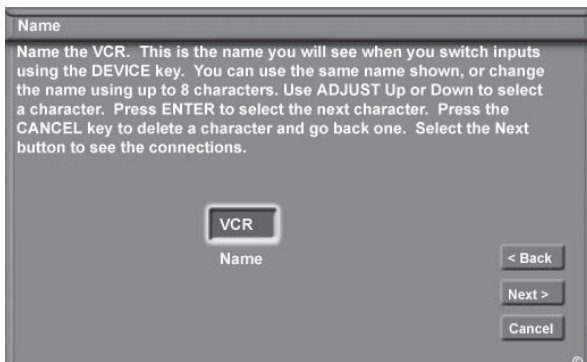 Name
Name the VCR.  This is the name you will see when you switch inputs
using the DEVICE key.  You can use the same name shown, or change
the name using up to 8 characters. Use ADJUST Up or Down to select
a character.  Press ENTER to select the next character.  Press the
CANCEL key to delete a character and go back one.  Select the Next
button to see the connections.
VCR
Name
< Back
Next >
Cancel